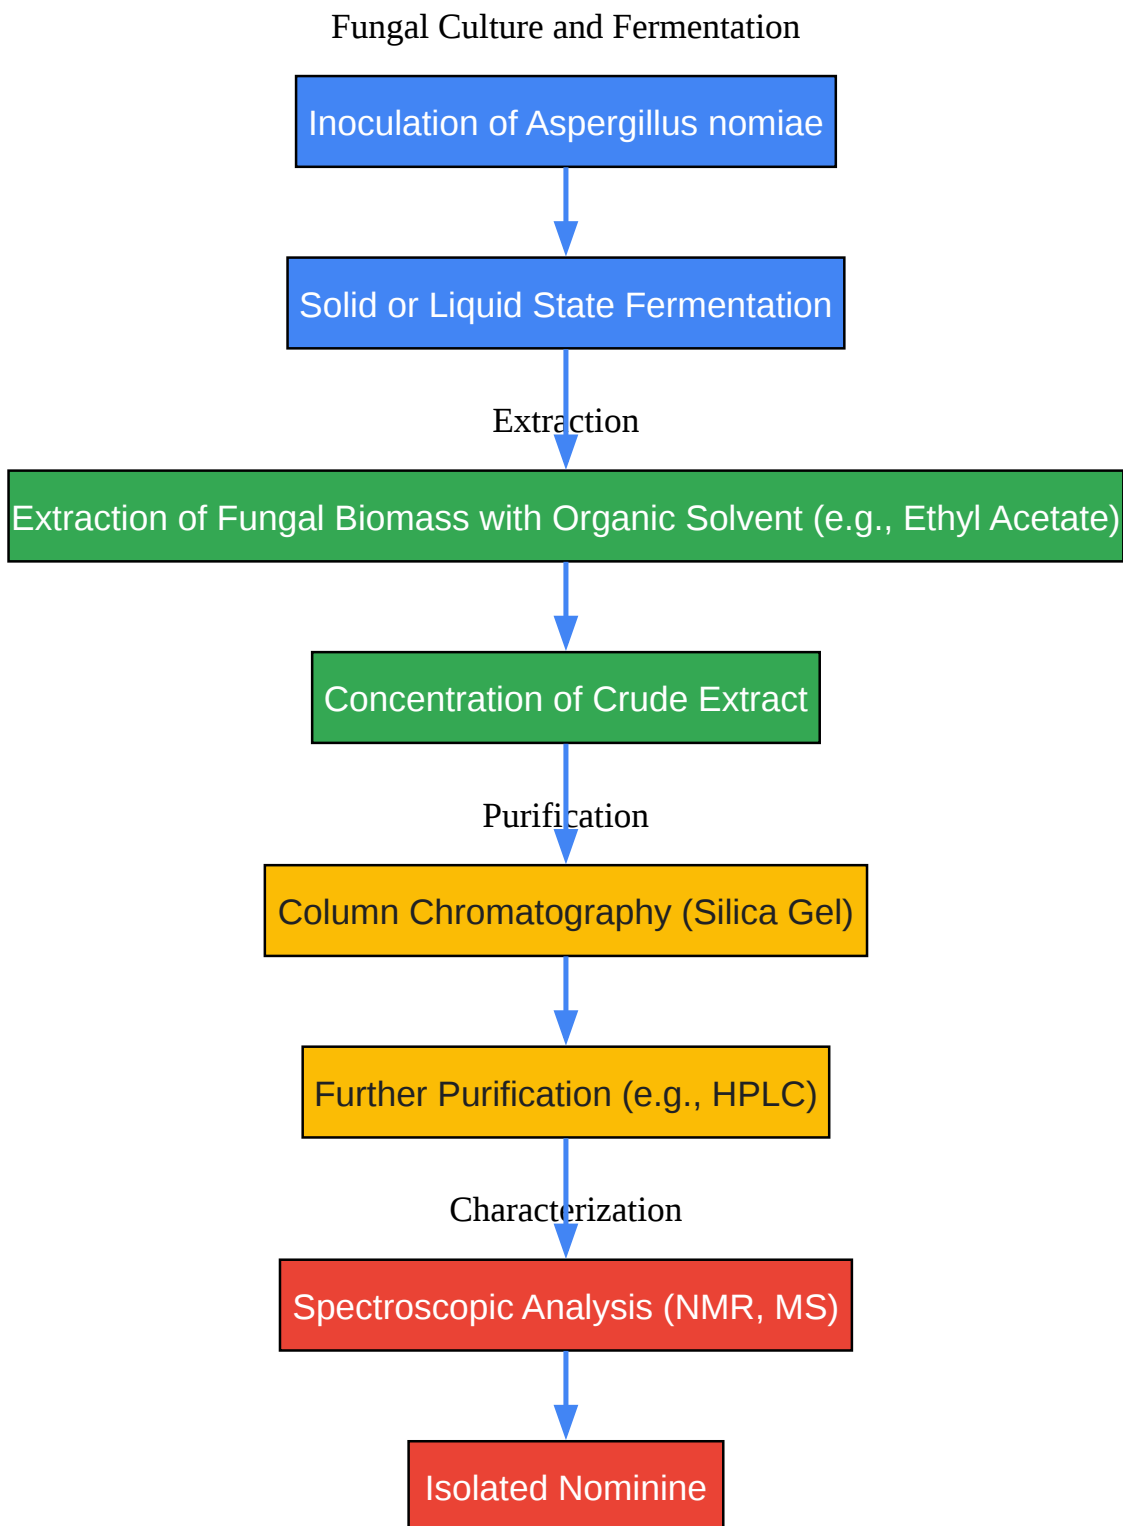 Fungal Culture and Fermentation
Inoculation of Aspergillus nomiae
Solid or Liquid State Fermentation
Extraction
Extraction of Fungal Biomass with Organic Solvent (e.g., Ethyl Acetate)
Concentration of Crude Extract
Purification
Column Chromatography (Silica Gel)
Further Purification (e.g., HPLC)
Characterization
Spectroscopic Analysis (NMR, MS)
Isolated Nominine